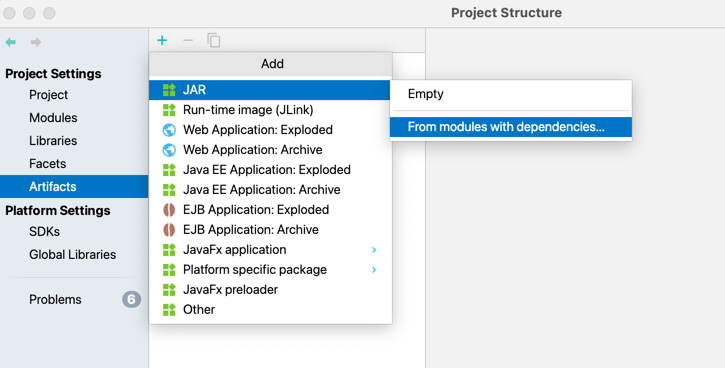 Project Structure
Project Settings
Project
Modules
Libraries
Facets
Artifacts
Platform Settings
SDKs
Global Libraries
Problems 6
Add
JAR
Run-time image (JLink)
Web Application: Exploded
Web Application: Archive
Java EE Application: Exploded
Java EE Application: Archive
EJB Application: Exploded
EJB Application: Archive
JavaFx application
Platform specific package
JavaFx preloader
Other
Empty
From modules with dependencies...